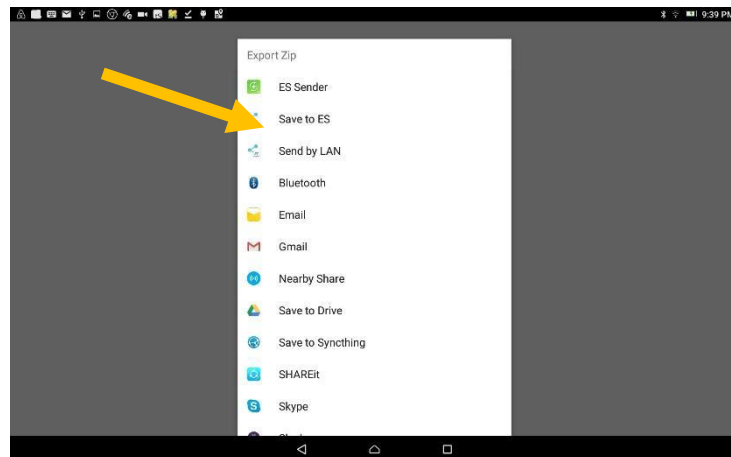 9:39 PM
Export Zip
ES Sender
Save to ES
Send by LAN
Bluetooth
Email
Gmail
Nearby Share
Save to Drive
Save to Syncthing
SHAREit
Skype